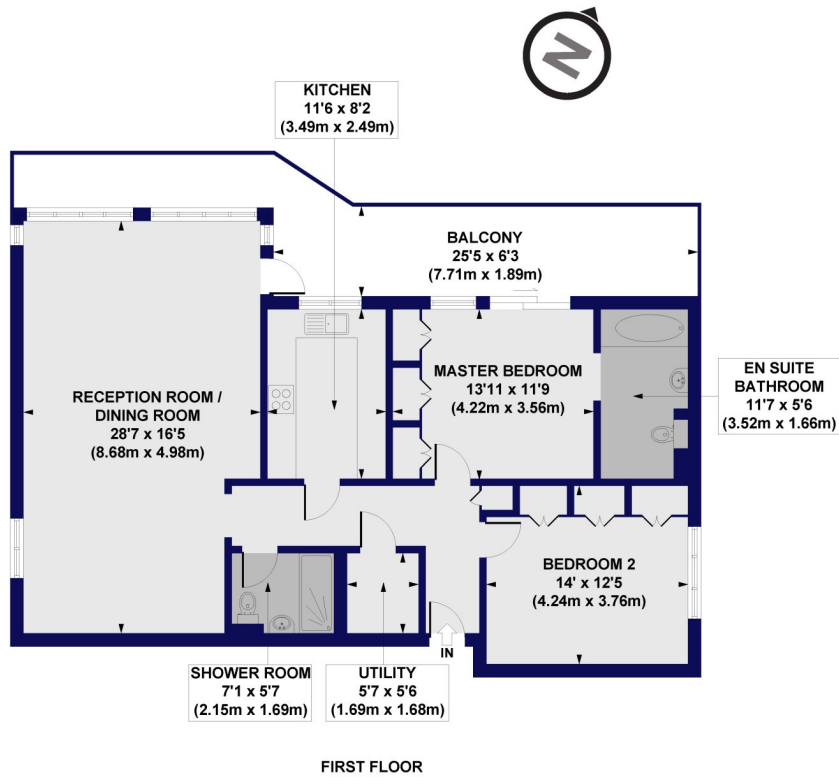 N
KITCHEN
11'6 x 8'2
(3.49m x 2.49m)
BALCONY
25'5 x 6'3
(7.71m x 1.89m)
RECEPTION ROOM /
DINING ROOM
28'7 x 16'5
(8.68m x 4.98m)
MASTER BEDROOM
13'11 x 11'9
(4.22m x 3.56m)
EN SUITE
BATHROOM
11'7 x 5'6
(3.52m x 1.66m)
BEDROOM 2
14' x 12'5
(4.24m x 3.76m)
IN
SHOWER ROOM
7'1 x 5'7
(2.15m x 1.69m)
UTILITY
5'7 x 5'6
(1.69m x 1.68m)
FIRST FLOOR